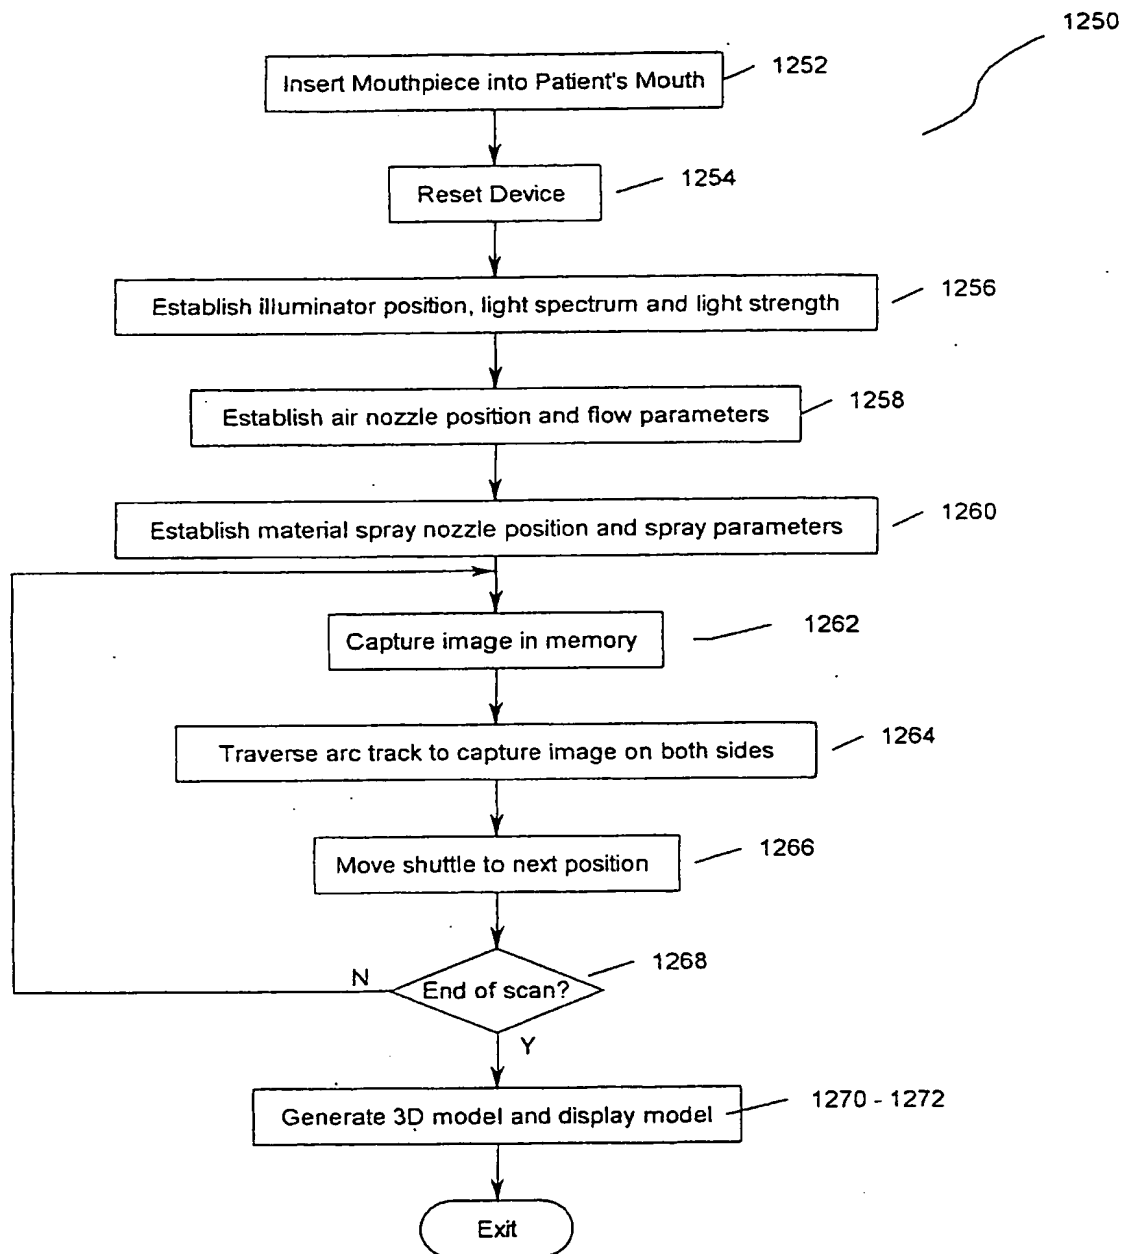 1250
Insert Mouthpiece into Patient's Mouth
1252
Reset Device
1254
Establish illuminator position, light spectrum and light strength
1256
Establish air nozzle position and flow parameters
1258
Establish material spray nozzle position and spray parameters
1260
Capture image in memory
1262
Traverse arc track to capture image on both sides
1264
Move shuttle to next position
1266
End of scan?
1268
N
Y
Generate 3D model and display model
1270 - 1272
Exit